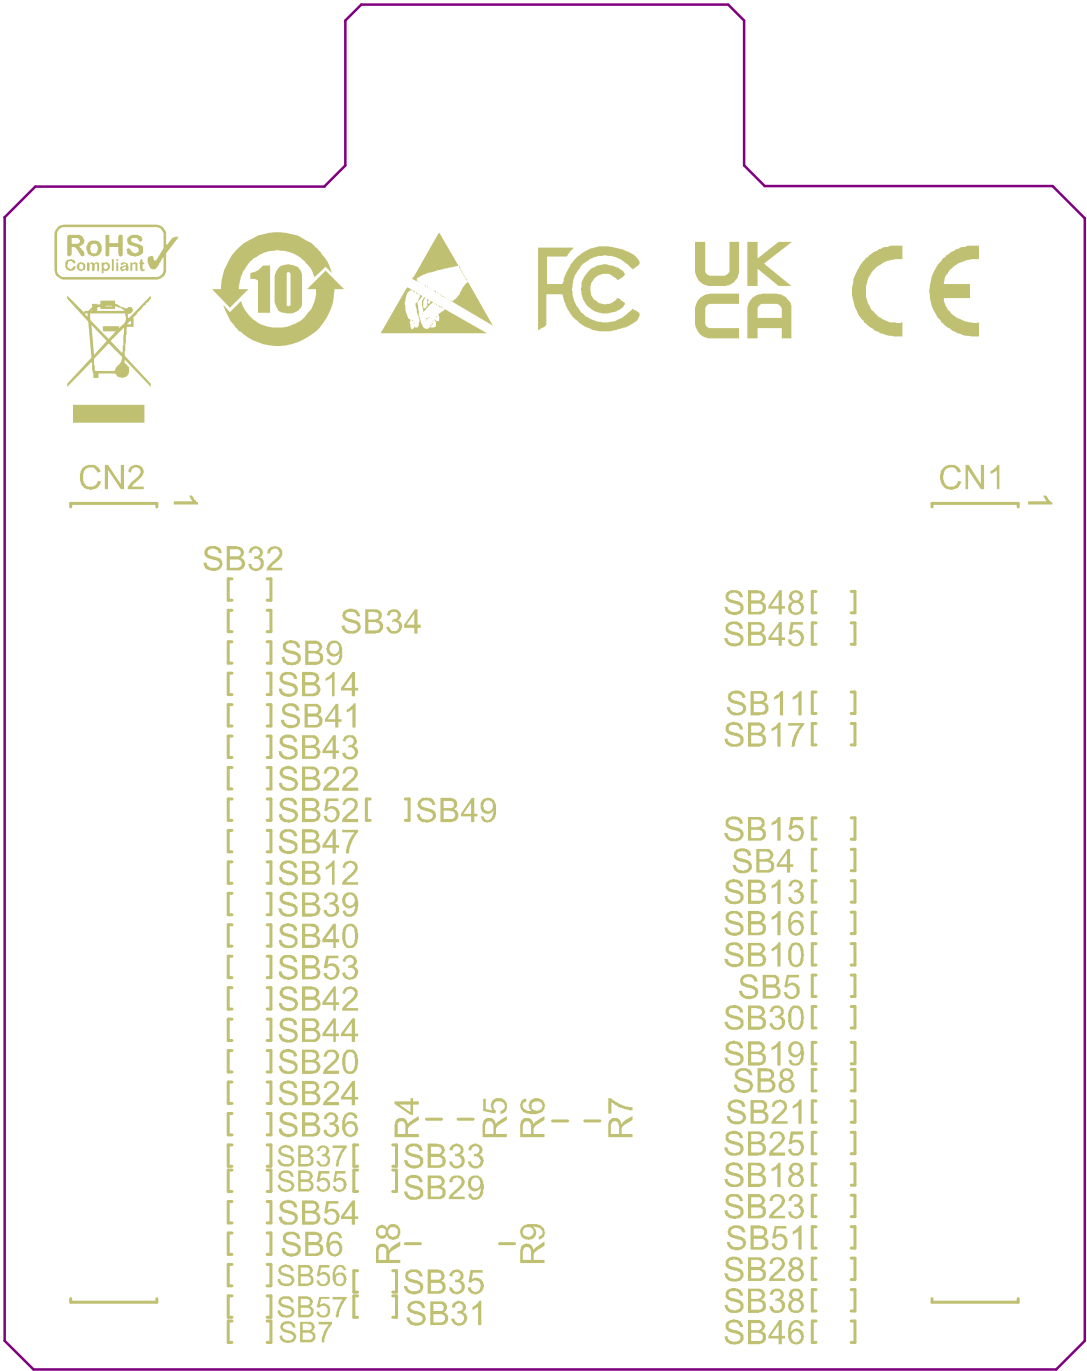 RoHS
Compliant
10
FC
UK
CA
CE
CN2
1
CN1
1
SB32
SB48
SB34
SB45
SB9
SB14
SB11
SB41
SB17
SB43
SB22
SB52 SB49
SB15
SB47
SB4
SB12
SB13
SB39
SB16
SB40
SB10
SB53
SB5
SB42
SB30
SB44
SB19
SB20
SB8
SB24
SB21
SB36
R4 R5 R6 R7
SB25
SB37 SB33
SB18
SB55 SB29
SB23
SB54
SB51
SB6
R8 R9
SB28
SB56 SB35
SB38
SB57 SB31
SB7
SB46